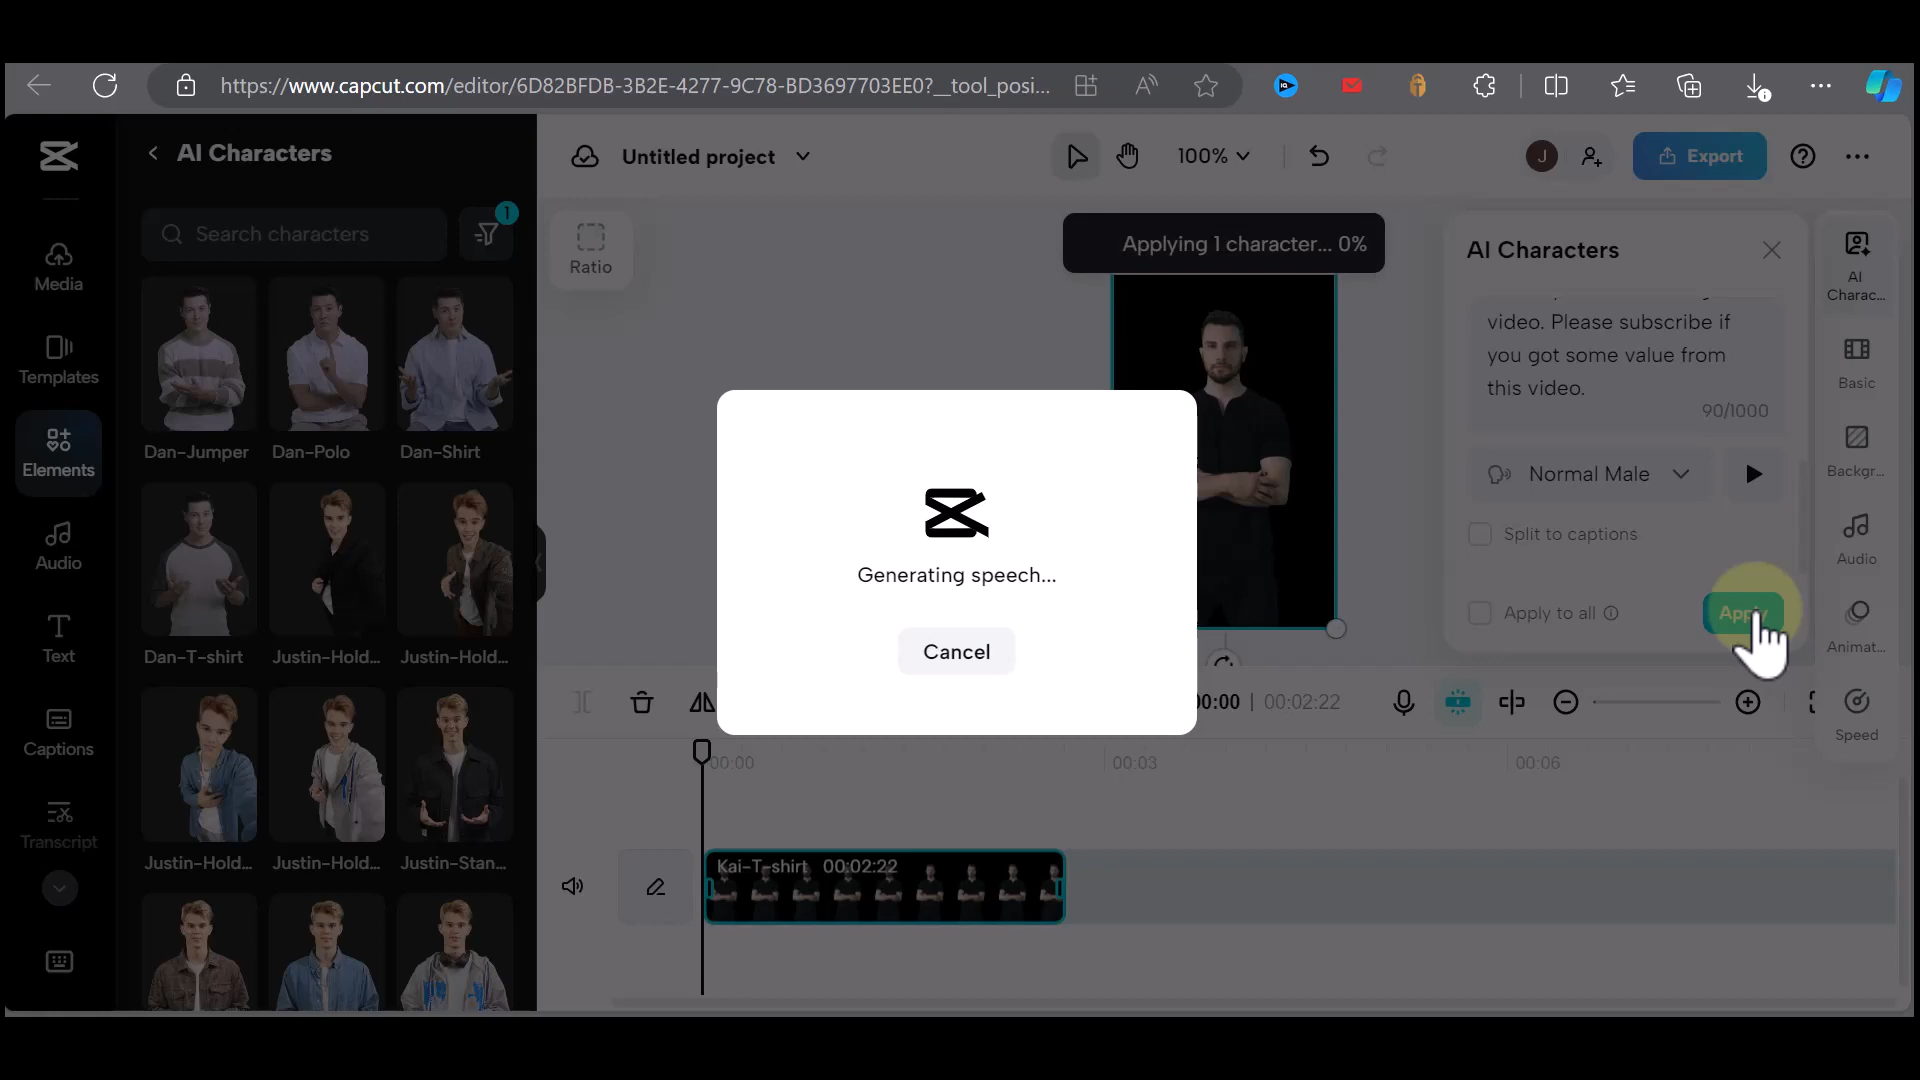 https://www.capcut.com/editor/6D82BFDB-3B2E-4277-9C78-BD3697703EE0?__tool_posi...
AI Characters
Untitled project
100%
J
Export
1
Search characters
Media
Templates
Elements
Audio
Text
Captions
Transcript
Dan-Jumper
Dan-Polo
Dan-Shirt
Dan-T-shirt
Justin-Hold...
Justin-Hold...
Justin-Hold...
Justin-Hold...
Justin-Stan...
Ratio
Applying 1 character... 0%
Generating speech...
Cancel
AI Characters
video. Please subscribe if
you got some value from
this video.
90/1000
Normal Male
Split to captions
Apply to all
Apply
AI
Charac...
Basic
Backgr...
Audio
Animat...
Speed
00:00 | 00:02:22
00:00
00:03
00:06
Kai-T-shirt 00:02:22